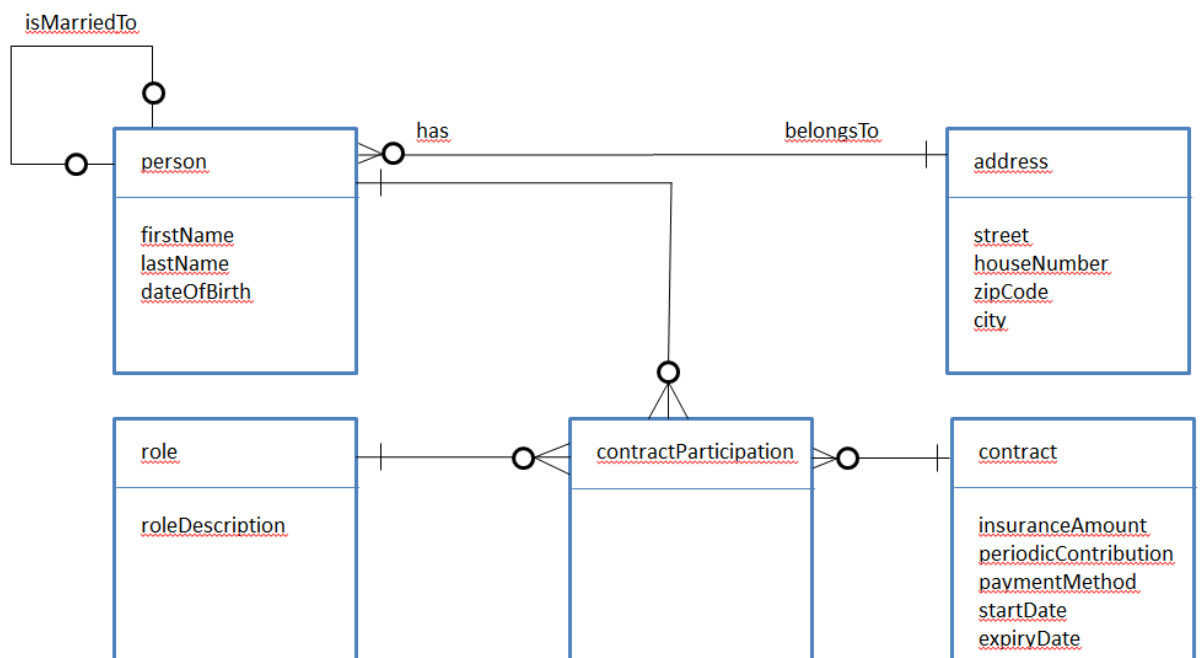 isMarriedTo
has
belongsTo
person
firstName
lastName
dateOfBirth
address
street
houseNumber
zipCode
city
role
roleDescription
contractParticipation
contract
insuranceAmount
periodicContribution
paymentMethod
startDate
expiryDate